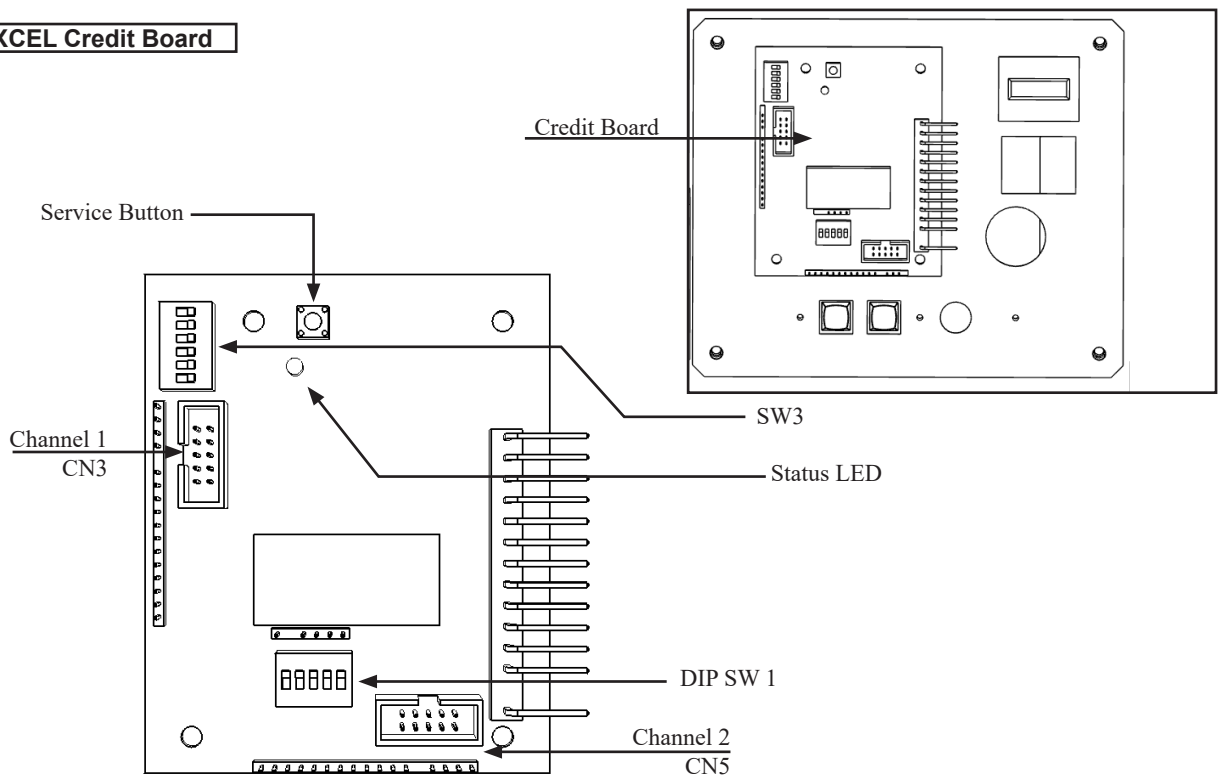 XCEL Credit Board
Credit Board
Service Button
SW3
Channel 1
CN3
Status LED
DIP SW 1
Channel 2
CN5